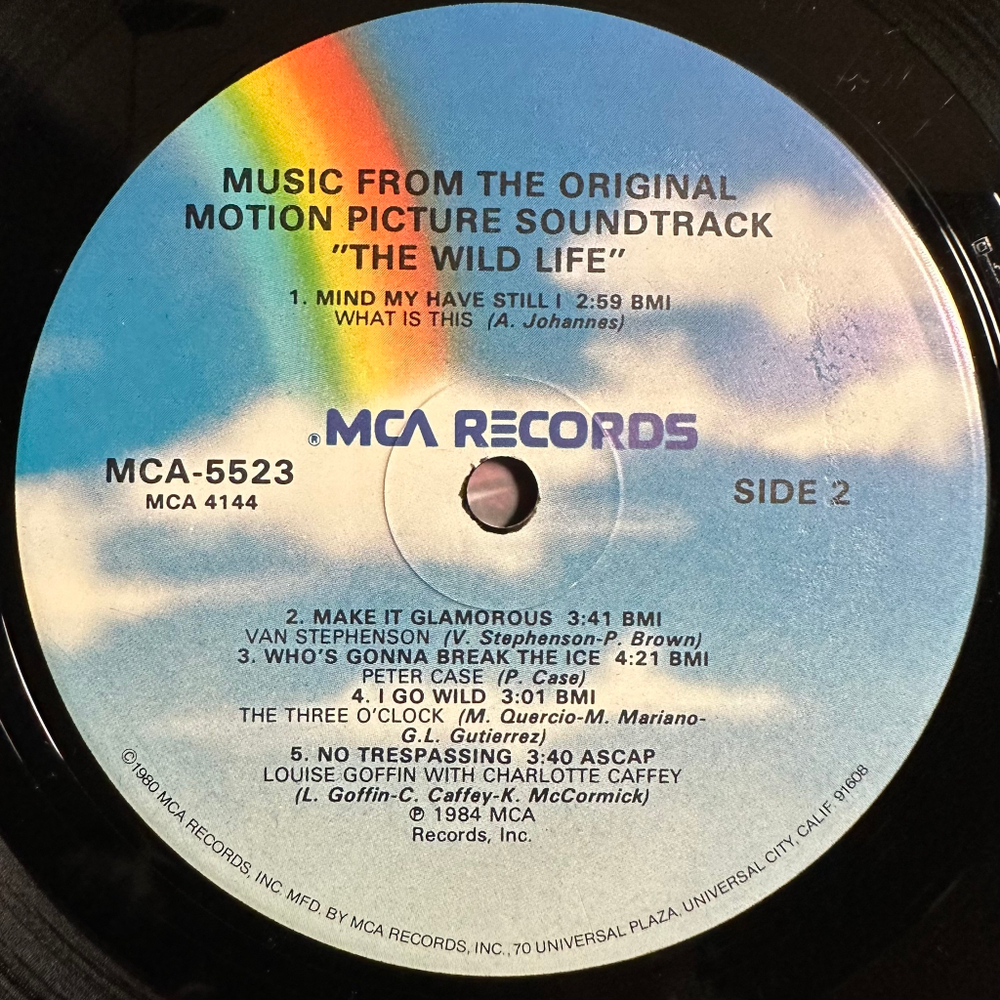 MUSIC FROM THE ORIGINAL
MOTION PICTURE SOUNDTRACK
"THE WILD LIFE"
1. MIND MY HAVE STILL I 2:59 BMI
WHAT IS THIS (A. Johannes)
® MCA RECORDS
MCA-5523
MCA 4144
SIDE 2
2. MAKE IT GLAMOROUS 3:41 BMI
VAN STEPHENSON (V. Stephenson-P. Brown)
3. WHO'S GONNA BREAK THE ICE 4:21 BMI
PETER CASE (P. Case)
4. I GO WILD 3:01 BMI
THE THREE O'CLOCK (M. Quercio-M. Mariano-
G.L. Gutierrez)
5. NO TRESPASSING 3:40 ASCAP
LOUISE GOFFIN WITH CHARLOTTE CAFFEY
(L. Goffin-C. Caffey-K. McCormick)
℗ 1984 MCA
Records, Inc.
©1980 MCA RECORDS, INC. MFD. BY MCA RECORDS, INC., 70 UNIVERSAL PLAZA, UNIVERSAL CITY, CALIF. 91608